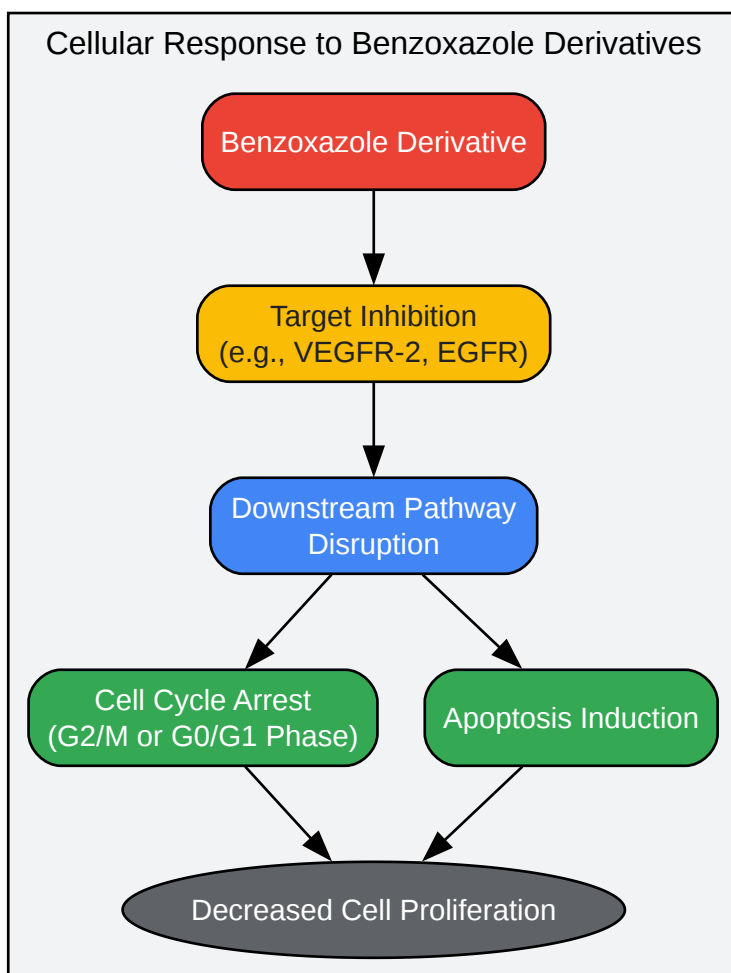 Cellular Response to Benzoxazole Derivatives
Benzoxazole Derivative
Target Inhibition
(e.g., VEGFR-2, EGFR)
Downstream Pathway
Disruption
Cell Cycle Arrest
(G2/M or G0/G1 Phase)
Apoptosis Induction
Decreased Cell Proliferation